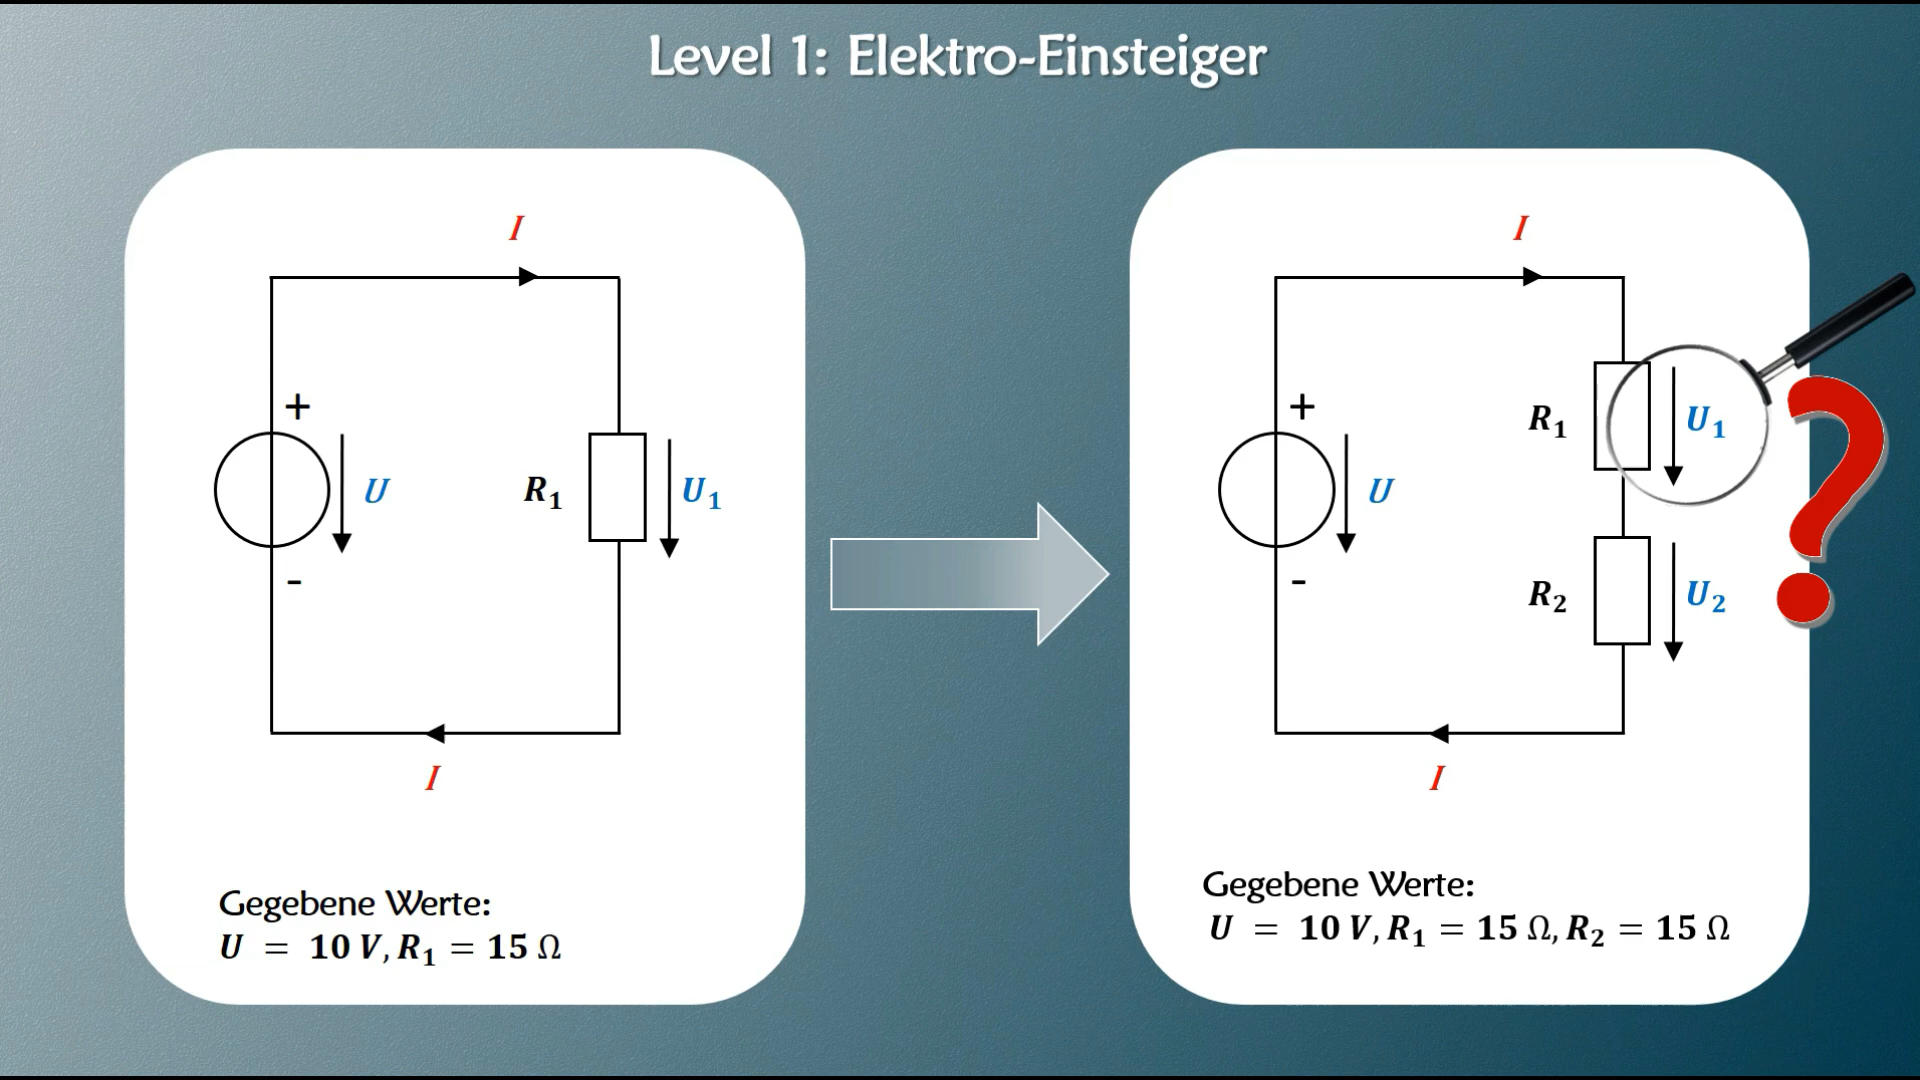 Level 1: Elektro-Einsteiger
I
+
U
R₁
U₁
-
I
Gegebene Werte:
U = 10 V, R₁ = 15 Ω
I
+
U
R₁
U₁
?
R₂
U₂
-
I
Gegebene Werte:
U = 10 V, R₁ = 15 Ω, R₂ = 15 Ω